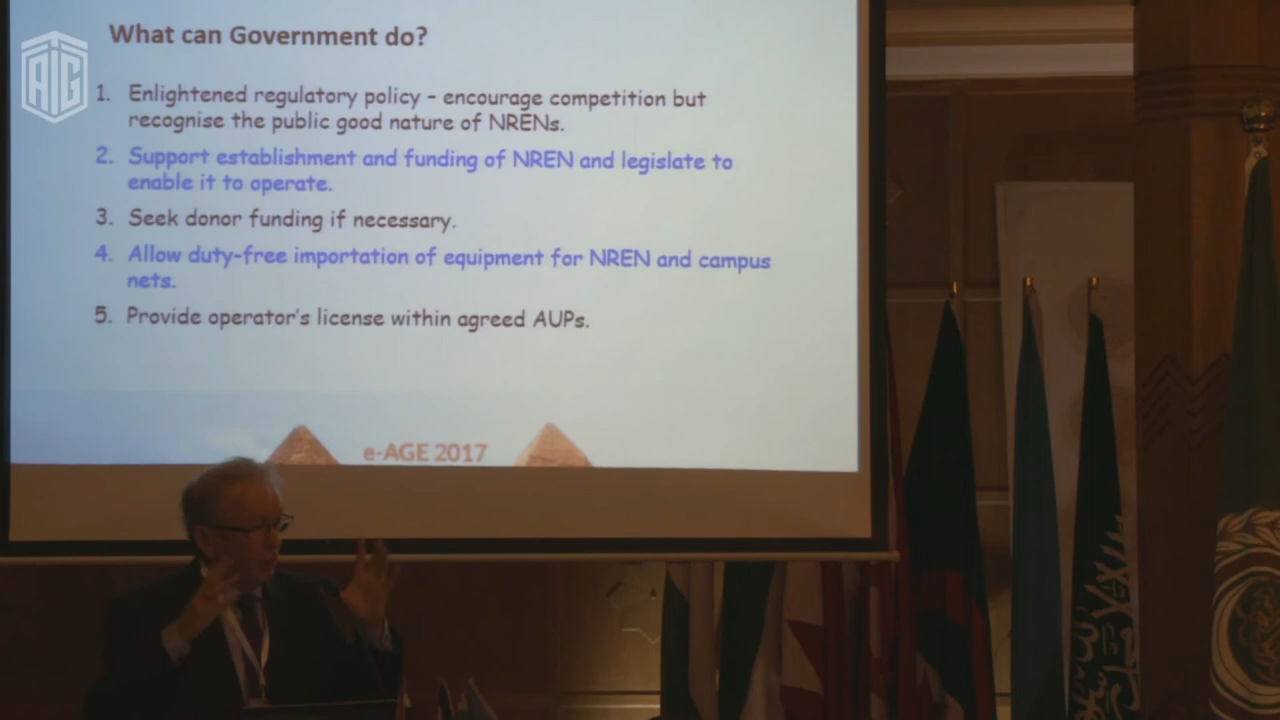 What can Government do?
AIG
1. Enlightened regulatory policy – encourage competition but
recognise the public good nature of NRENs.
2. Support establishment and funding of NREN and legislate to
enable it to operate.
3. Seek donor funding if necessary.
4. Allow duty-free importation of equipment for NREN and campus
nets.
5. Provide operator's license within agreed AUPs.
e-AGE 2017